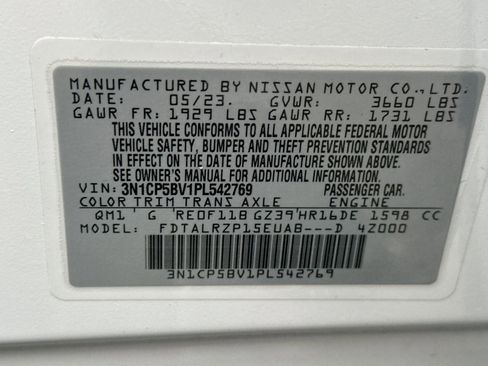 MANUFACTURED BY NISSAN MOTOR CO., LTD.
DATE: 05/23. GVWR: 3660 LBS
GAWR FR: 1929 LBS GAWR RR: 1731 LBS
THIS VEHICLE CONFORMS TO ALL APPLICABLE FEDERAL MOTOR
VEHICLE SAFETY, BUMPER AND THEFT PREVENTION STANDARDS
IN EFFECT ON THE DATE OF MANUFACTURE SHOWN ABOVE.
SEE OWNER'S MANUAL FOR ADDITIONAL INFORMATION.
VIN: 3N1CP5BV1PL542769 PASSENGER CAR.
COLOR TRIM TRANS AXLE ENGINE
QM1 G RE0F11B GZ39 HR16DE 1598 CC
MODEL: FDTALRZP15EUAB---D 4Z000
3N1CP5BV1PL542769